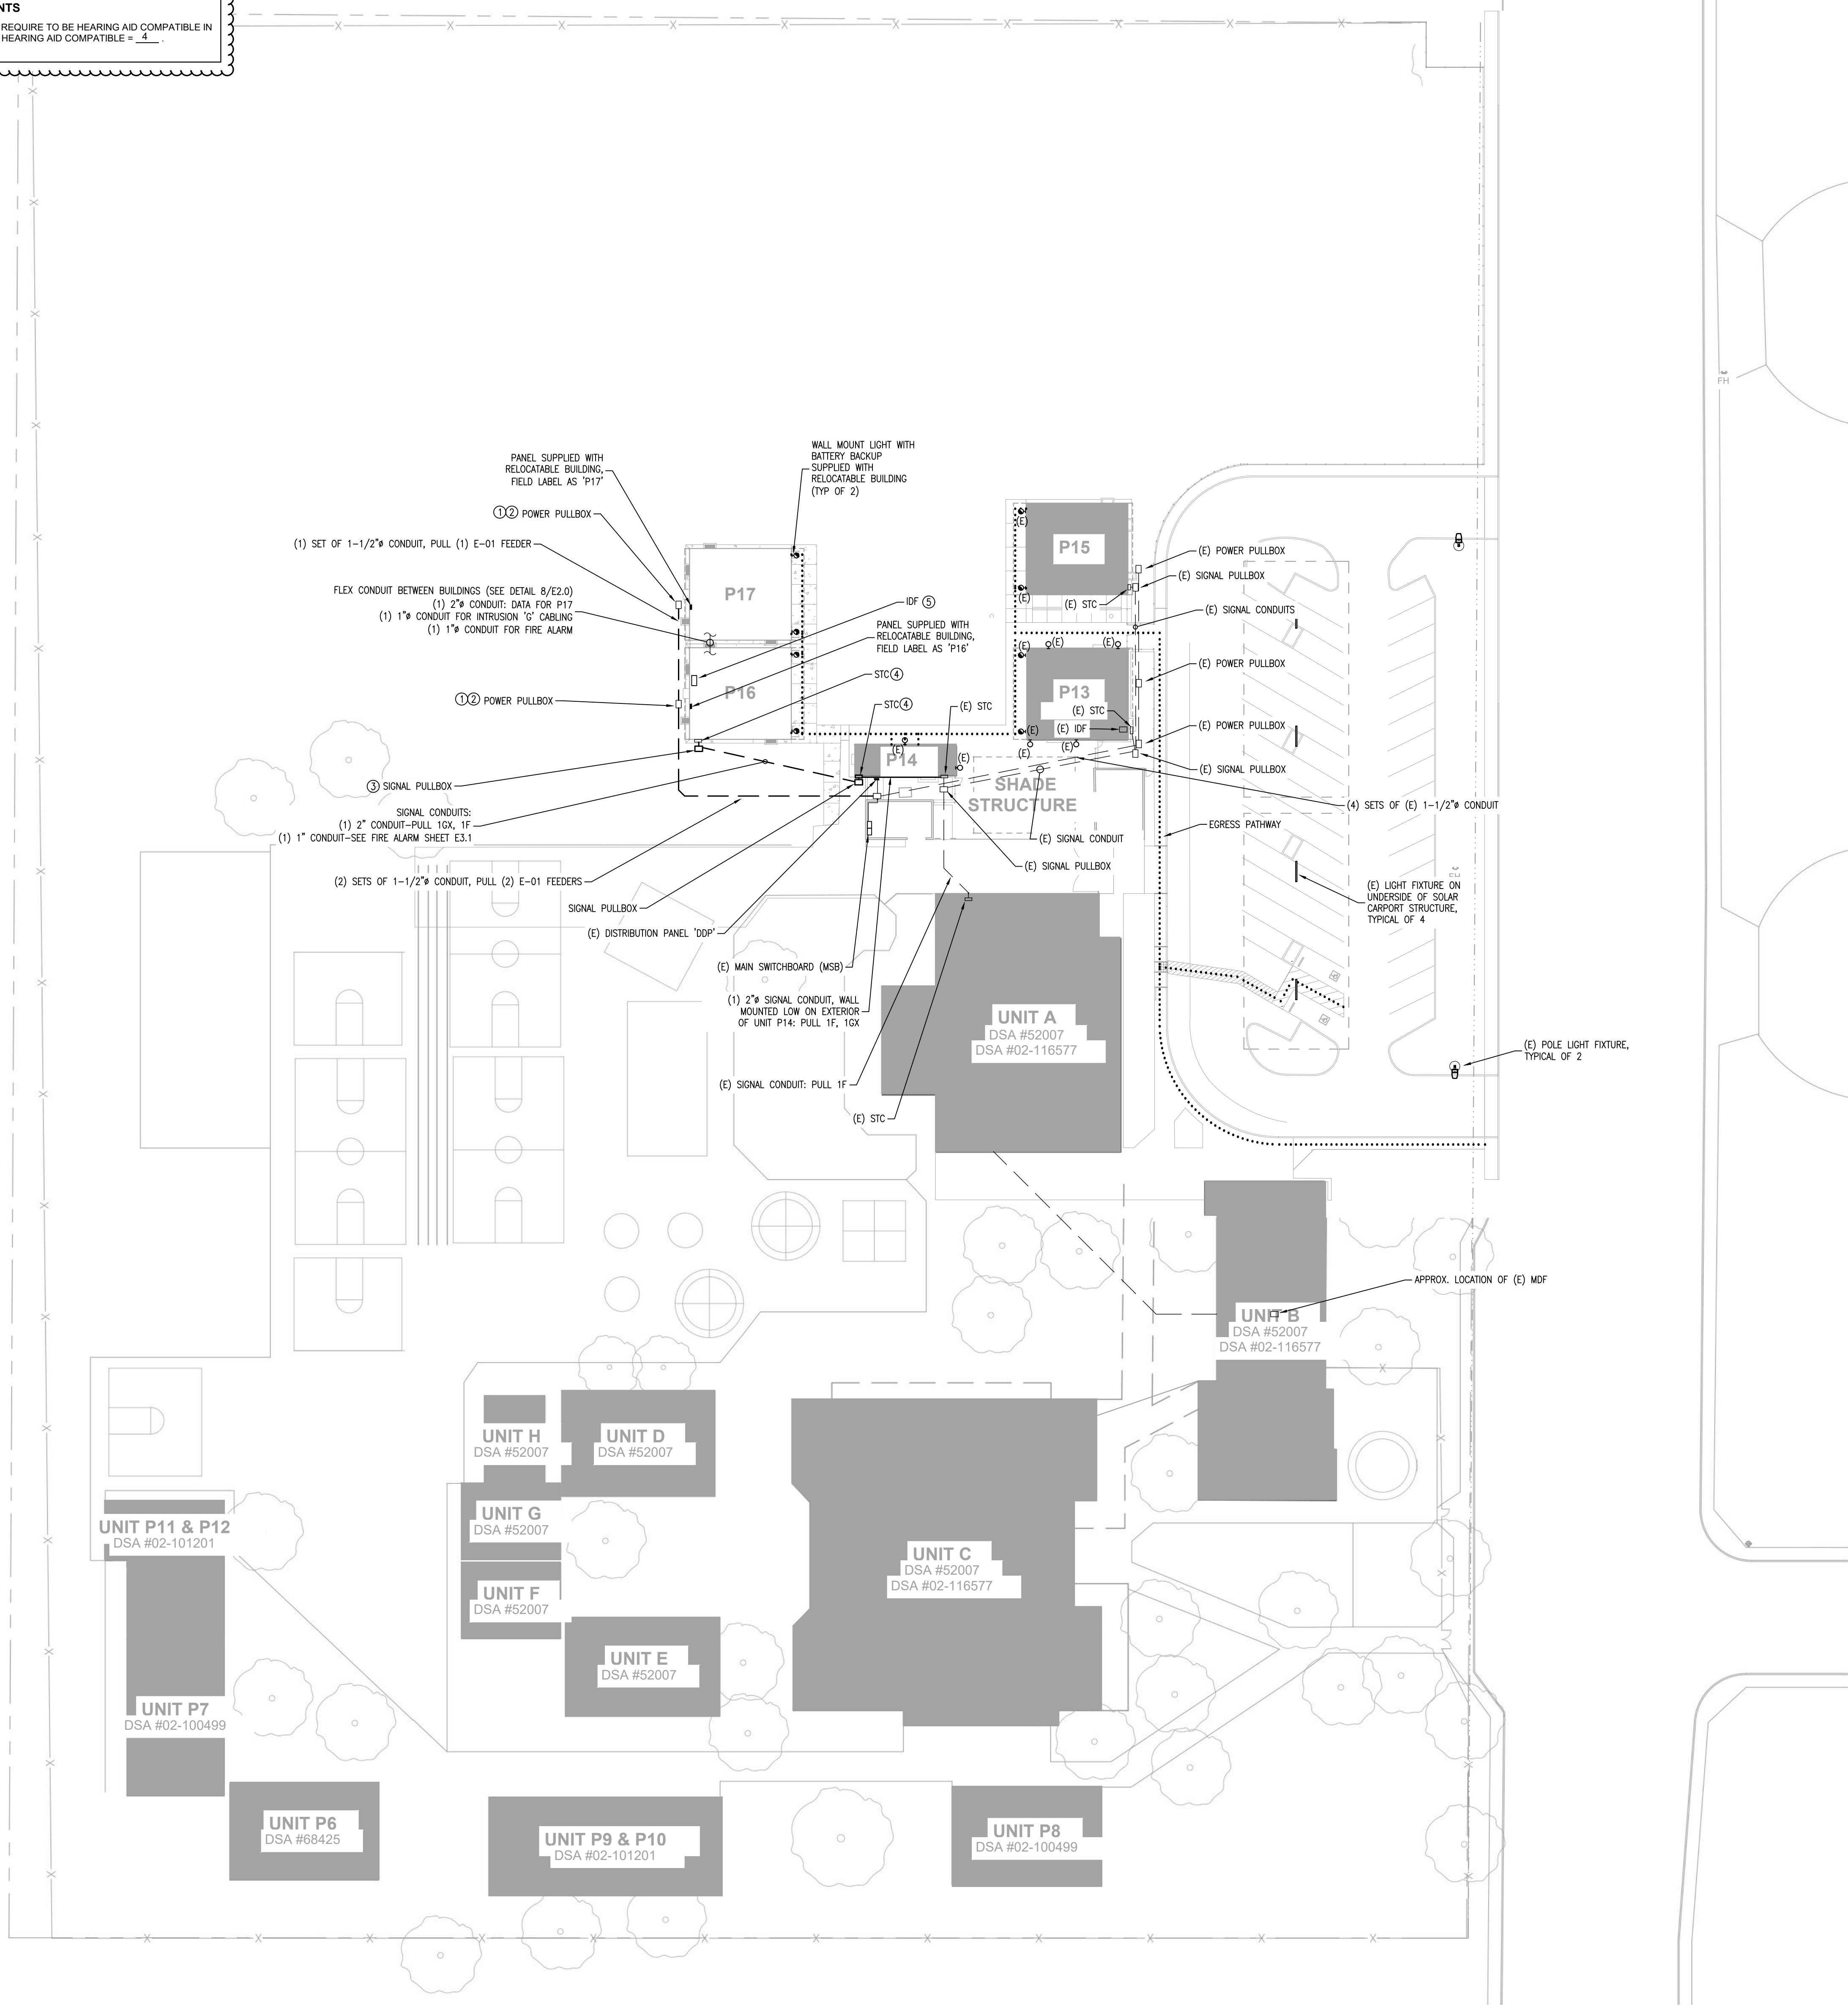 NTS
REQUIRE TO BE HEARING AID COMPATIBLE IN
HEARING AID COMPATIBLE = 4 .
FH
WALL MOUNT LIGHT WITH
BATTERY BACKUP
SUPPLIED WITH
RELOCATABLE BUILDING
(TYP OF 2)
PANEL SUPPLIED WITH
RELOCATABLE BUILDING,
FIELD LABEL AS 'P17'
①② POWER PULLBOX
(1) SET OF 1-1/2"ø CONDUIT, PULL (1) E-01 FEEDER
FLEX CONDUIT BETWEEN BUILDINGS (SEE DETAIL 8/E2.0)
(1) 2"ø CONDUIT: DATA FOR P17
(1) 1"ø CONDUIT FOR INTRUSION 'G' CABLING
(1) 1"ø CONDUIT FOR FIRE ALARM
P17
IDF ⑤
PANEL SUPPLIED WITH
RELOCATABLE BUILDING,
FIELD LABEL AS 'P16'
STC④
P16
①② POWER PULLBOX
STC④
(E) STC
③ SIGNAL PULLBOX
SIGNAL CONDUITS:
(1) 2" CONDUIT-PULL 1GX, 1F
(1) 1" CONDUIT-SEE FIRE ALARM SHEET E3.1
(2) SETS OF 1-1/2"ø CONDUIT, PULL (2) E-01 FEEDERS
SIGNAL PULLBOX
(E) DISTRIBUTION PANEL 'DDP'
(E) MAIN SWITCHBOARD (MSB)
(1) 2"ø SIGNAL CONDUIT, WALL
MOUNTED LOW ON EXTERIOR
OF UNIT P14: PULL 1F, 1GX
(E) SIGNAL CONDUIT: PULL 1F
(E) STC
(E)
P15
(E)
(E) STC
(E) POWER PULLBOX
(E) SIGNAL PULLBOX
(E) SIGNAL CONDUITS
(E)
(E)
(E)
(E) POWER PULLBOX
P13
(E) STC
(E) IDF
(E)
(E)
(E)
(E) POWER PULLBOX
(E) SIGNAL PULLBOX
(E)
P14
(E)
SHADE
STRUCTURE
(4) SETS OF (E) 1-1/2"ø CONDUIT
EGRESS PATHWAY
(E) SIGNAL CONDUIT
(E) SIGNAL PULLBOX
(E) LIGHT FIXTURE ON
UNDERSIDE OF SOLAR
CARPORT STRUCTURE,
TYPICAL OF 4
(E) POLE LIGHT FIXTURE,
TYPICAL OF 2
UNIT A
DSA #52007
DSA #02-116577
APPROX. LOCATION OF (E) MDF
UNIT B
DSA #52007
DSA #02-116577
UNIT H
DSA #52007
UNIT D
DSA #52007
UNIT G
DSA #52007
UNIT P11 & P12
DSA #02-101201
UNIT C
DSA #52007
DSA #02-116577
UNIT F
DSA #52007
UNIT E
DSA #52007
UNIT P7
DSA #02-100499
UNIT P6
DSA #68425
UNIT P9 & P10
DSA #02-101201
UNIT P8
DSA #02-100499